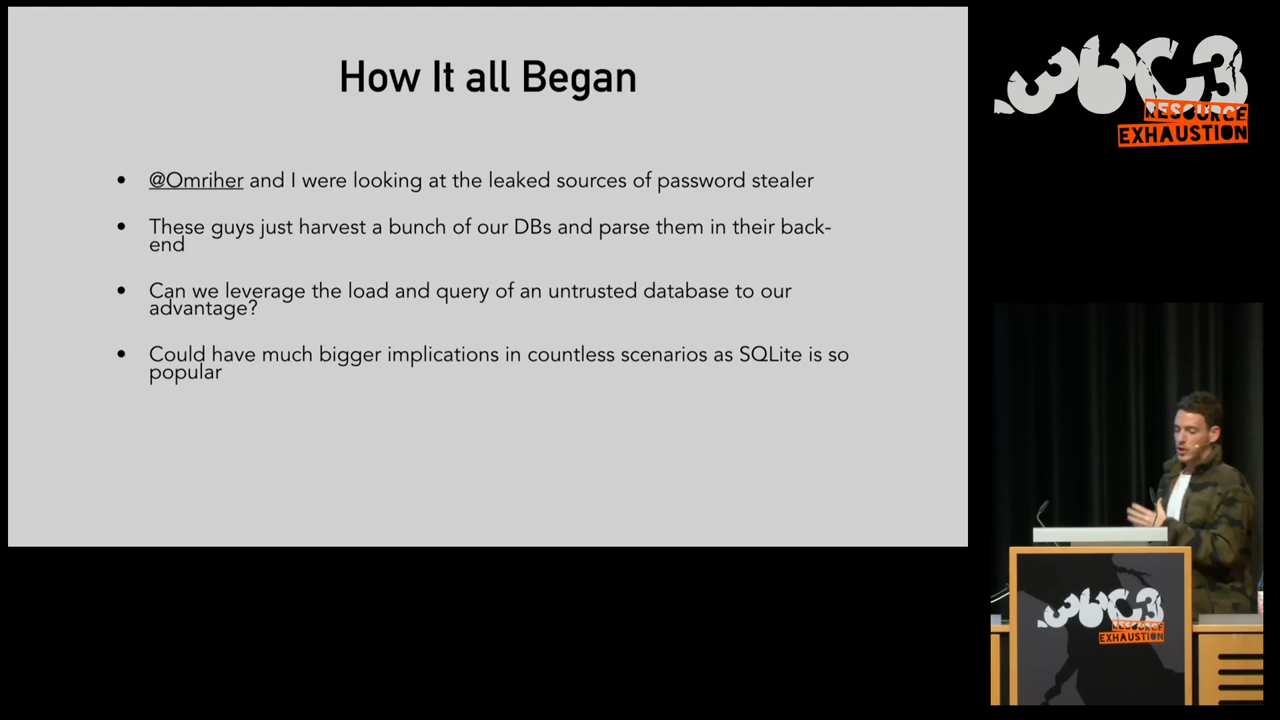 How It all Began
• @Omriher and I were looking at the leaked sources of password stealer
• These guys just harvest a bunch of our DBs and parse them in their back-
end
• Can we leverage the load and query of an untrusted database to our
advantage?
• Could have much bigger implications in countless scenarios as SQLite is so
popular
36C3
RESOURCE
EXHAUSTION
36C3
RESOURCE
EXHAUSTION